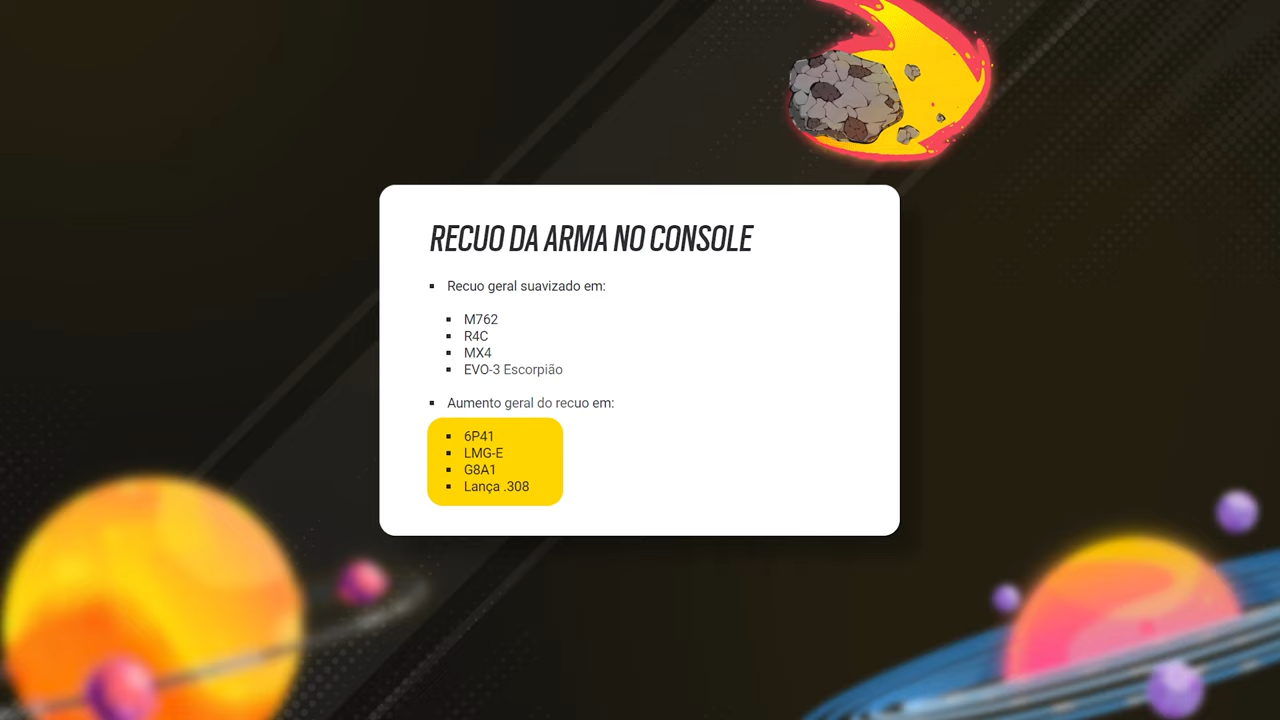 RECUO DA ARMA NO CONSOLE
Recuo geral suavizado em:
M762
R4C
MX4
EVO-3 Escorpião
Aumento geral do recuo em:
6P41
LMG-E
G8A1
Lança .308